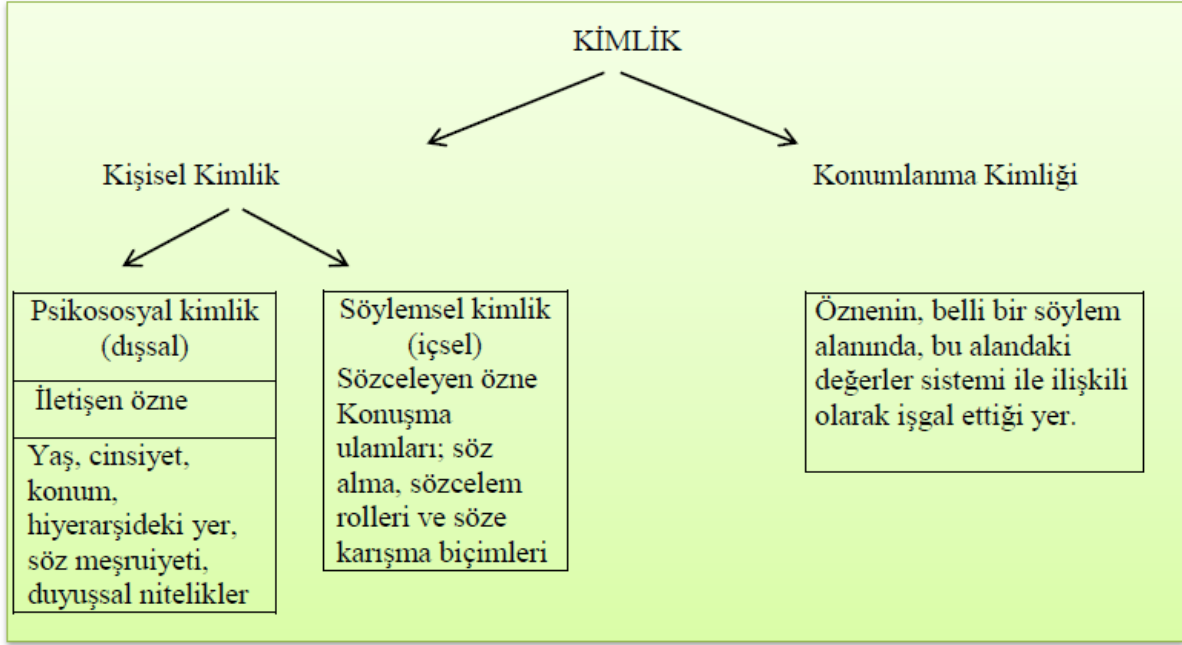 KİMLİK
Kişisel Kimlik
Konumlanma Kimliği
Psikososyal kimlik
(dışsal)
İletişen özne
Yaş, cinsiyet,
konum,
hiyerarşideki yer,
söz meşruiyeti,
duyuşsal nitelikler
Söylemsel kimlik
(içsel)
Sözceleyen özne
Konuşma
ulamları; söz
alma, sözcelem
rolleri ve söze
karışma biçimleri
Öznenin, belli bir söylem
alanında, bu alandaki
değerler sistemi ile ilişkili
olarak işgal ettiği yer.